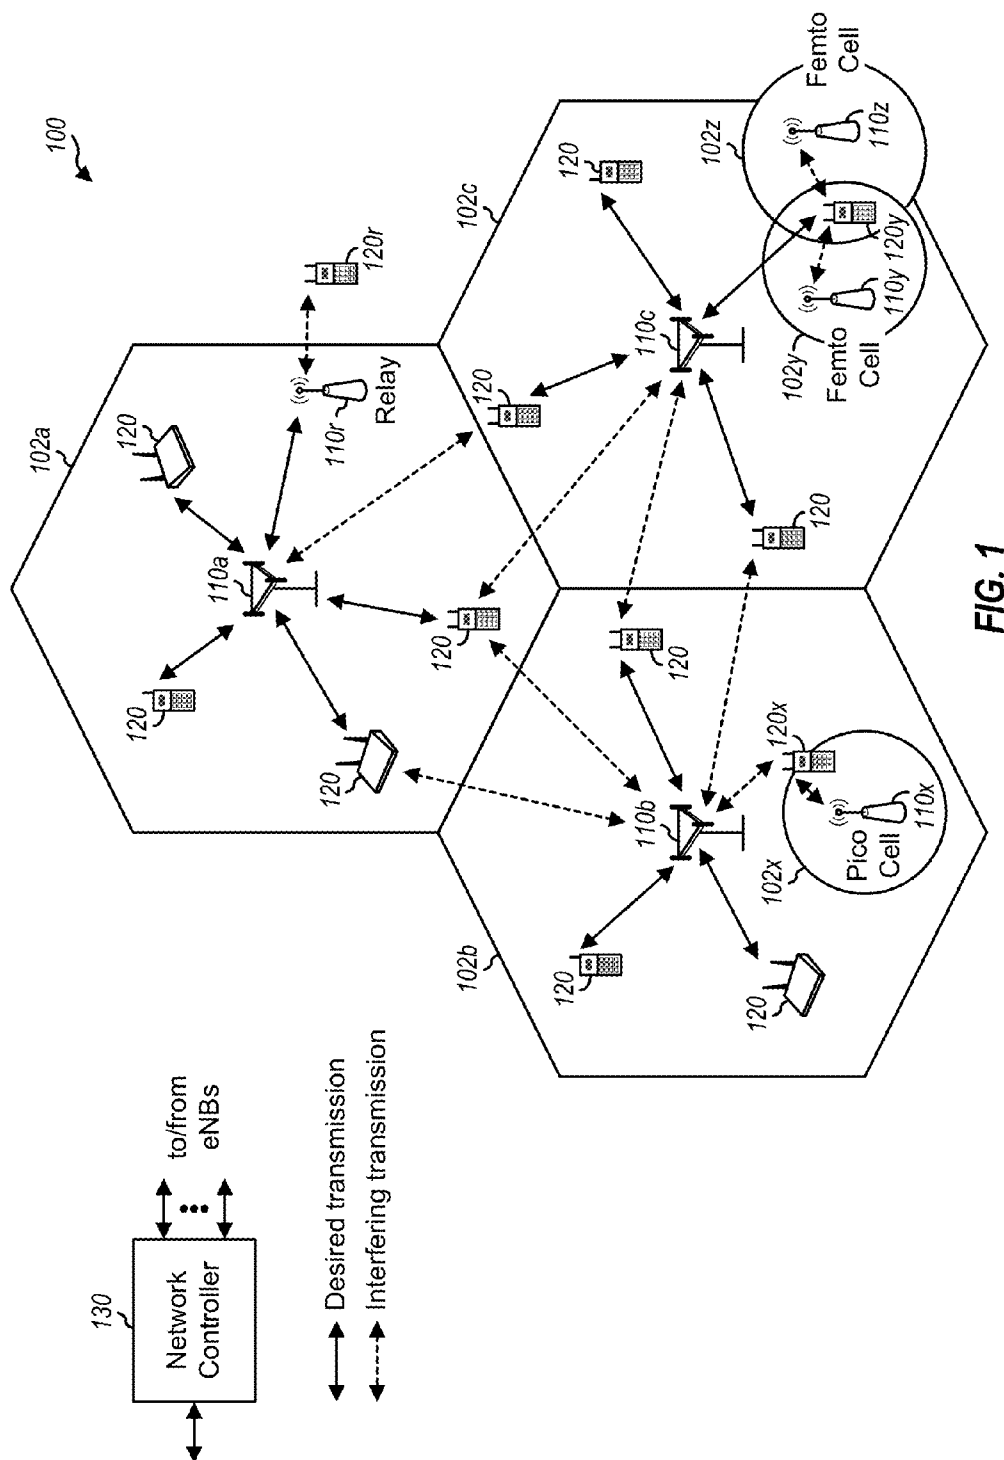 100
130
Network
Controller
to/from
eNBs
Desired transmission
Interfering transmission
102a
120
120
110a
120
120
110r
Relay
120r
102b
120
110b
120
120
120x
102x
Pico
Cell
110x
102c
120
120
110c
120
120
102y
Femto
Cell
110y
120y
102z
110z
Femto
Cell
FIG. 1